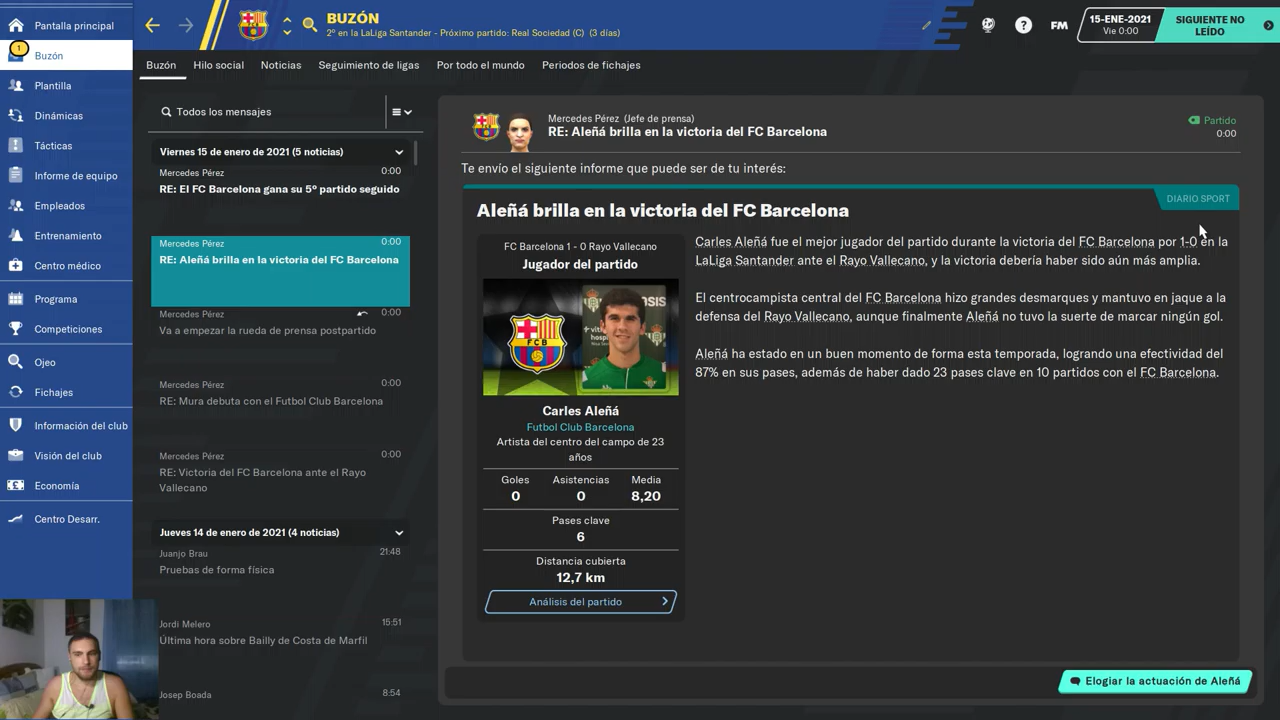 Pantalla principal
1
Buzón
Plantilla
Dinámicas
Tácticas
Informe de equipo
Empleados
Entrenamiento
Centro médico
Programa
Competiciones
Ojeo
Fichajes
Información del club
Visión del club
Economía
Centro Desarr.
BUZÓN
2º en la LaLiga Santander - Próximo partido: Real Sociedad (C) (3 días)
?
FM
15-ENE-2021
Vie 0:00
SIGUIENTE NO
LEÍDO
Buzón
Hilo social
Noticias
Seguimiento de ligas
Por todo el mundo
Periodos de fichajes
Todos los mensajes
Viernes 15 de enero de 2021 (5 noticias)
Mercedes Pérez 0:00
RE: El FC Barcelona gana su 5º partido seguido
Mercedes Pérez 0:00
RE: Aleñá brilla en la victoria del FC Barcelona
Mercedes Pérez 0:00
Va a empezar la rueda de prensa postpartido
Mercedes Pérez 0:00
RE: Mura debuta con el Futbol Club Barcelona
Mercedes Pérez 0:00
RE: Victoria del FC Barcelona ante el Rayo
Vallecano
Jueves 14 de enero de 2021 (4 noticias)
Juanjo Brau 21:48
Pruebas de forma física
Jordi Melero 15:51
Última hora sobre Bailly de Costa de Marfil
Josep Boada 8:54
Mercedes Pérez (Jefe de prensa)
RE: Aleñá brilla en la victoria del FC Barcelona
Partido
0:00
Te envío el siguiente informe que puede ser de tu interés:
DIARIO SPORT
Aleñá brilla en la victoria del FC Barcelona
FC Barcelona 1 - 0 Rayo Vallecano
Jugador del partido
FCB
Carles Aleñá
Futbol Club Barcelona
Artista del centro del campo de 23
años
Goles Asistencias Media
0 0 8,20
Pases clave
6
Distancia cubierta
12,7 km
Análisis del partido
Carles Aleñá fue el mejor jugador del partido durante la victoria del FC Barcelona por 1-0 en la
LaLiga Santander ante el Rayo Vallecano, y la victoria debería haber sido aún más amplia.
El centrocampista central del FC Barcelona hizo grandes desmarques y mantuvo en jaque a la
defensa del Rayo Vallecano, aunque finalmente Aleñá no tuvo la suerte de marcar ningún gol.
Aleñá ha estado en un buen momento de forma esta temporada, logrando una efectividad del
87% en sus pases, además de haber dado 23 pases clave en 10 partidos con el FC Barcelona.
Elogiar la actuación de Aleñá